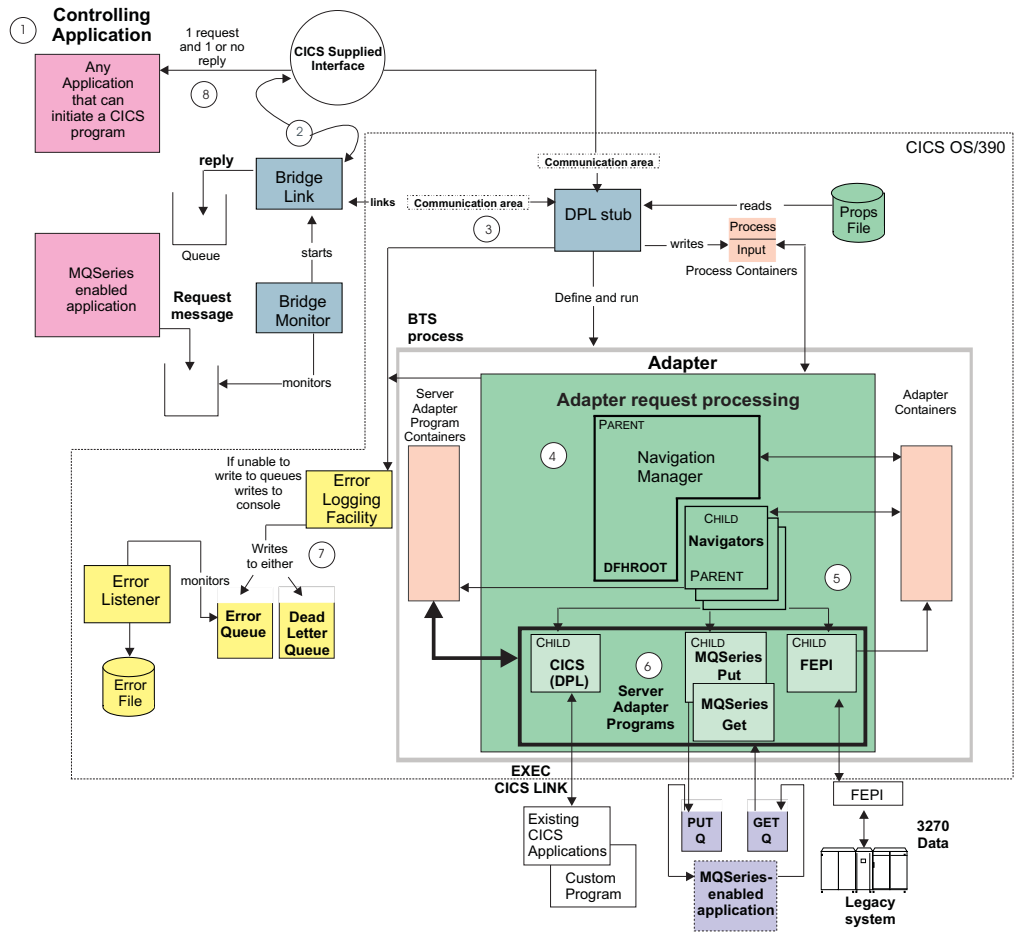 1
Controlling
Application
Any
Application
that can
initiate a CICS
program
1 request
and 1 or no
reply
8
CICS Supplied
Interface
2
CICS OS/390
Communication area
reply
Bridge
Link
links
Communication area
3
DPL stub
reads
Props
File
writes
Process
Input
Process Containers
Queue
starts
MQSeries
enabled
application
Request
message
Bridge
Monitor
monitors
Define and run
BTS
process
Adapter
Server
Adapter
Program
Containers
Adapter request processing
Adapter
Containers
PARENT
4
Navigation
Manager
CHILD
Navigators
PARENT
DFHROOT
5
If unable to
write to queues
writes to
console
Error
Logging
Facility
Writes
to either
7
monitors
Error
Listener
Error
Queue
Dead
Letter
Queue
Error
File
CHILD
CICS
(DPL)
6
Server
Adapter
Programs
CHILD
MQSeries
Put
MQSeries
Get
CHILD
FEPI
EXEC
CICS LINK
Existing
CICS
Applications
Custom
Program
PUT
Q
GET
Q
MQSeries-
enabled
application
FEPI
3270
Data
Legacy
system